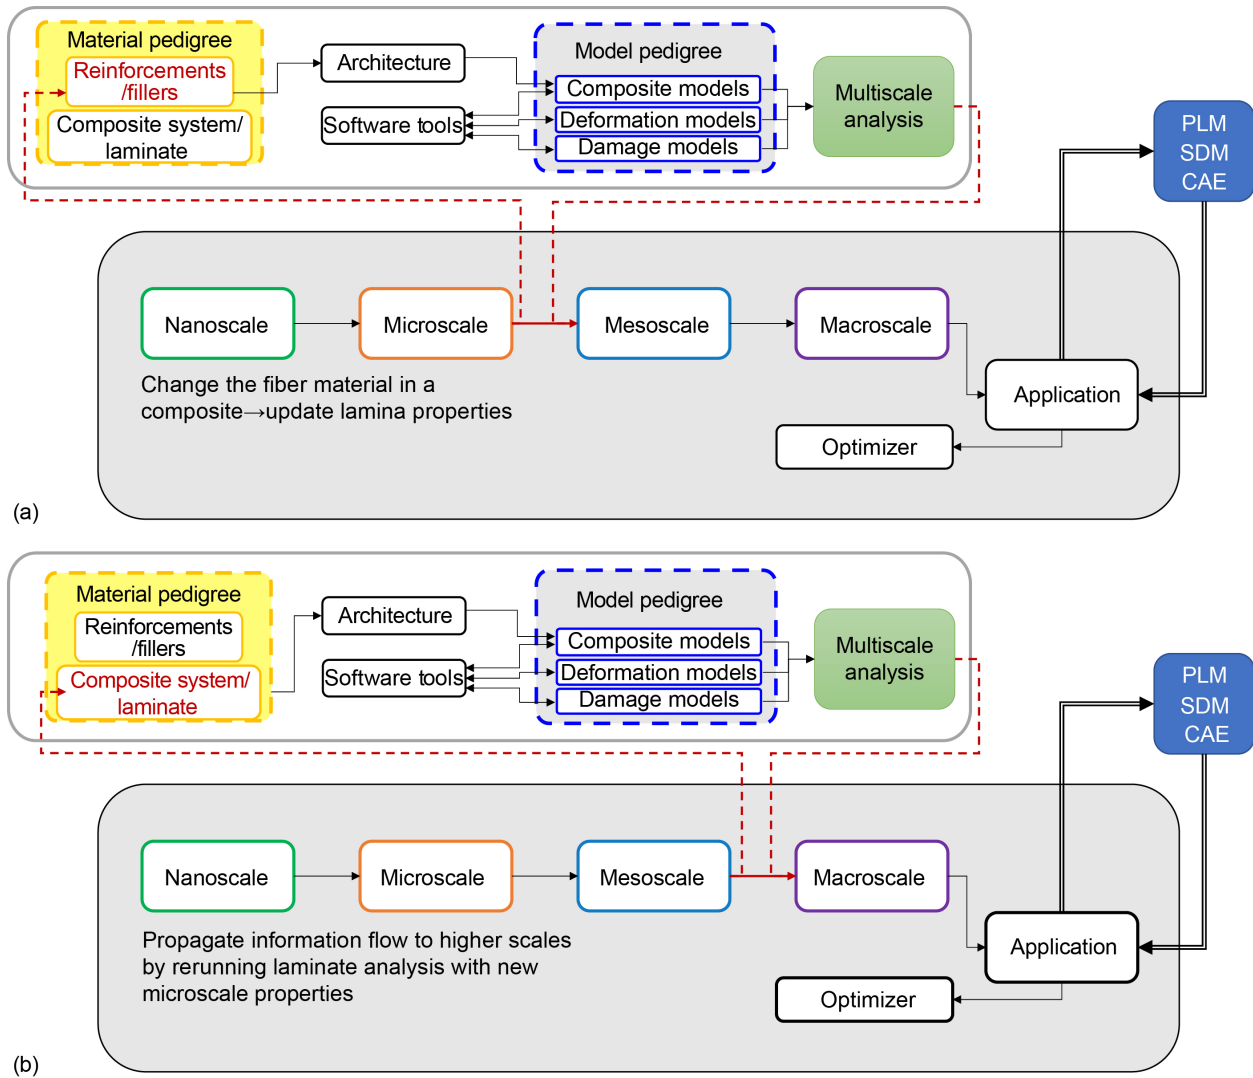 Material pedigree
Reinforcements
/fillers
Composite system/
laminate
Architecture
Software tools
Model pedigree
Composite models
Deformation models
Damage models
Multiscale
analysis
PLM
SDM
CAE
Nanoscale
Microscale
Mesoscale
Macroscale
Change the fiber material in a
composite→update lamina properties
Application
Optimizer
(a)
Material pedigree
Reinforcements
/fillers
Composite system/
laminate
Architecture
Software tools
Model pedigree
Composite models
Deformation models
Damage models
Multiscale
analysis
PLM
SDM
CAE
Nanoscale
Microscale
Mesoscale
Macroscale
Propagate information flow to higher scales
by rerunning laminate analysis with new
microscale properties
Application
Optimizer
(b)